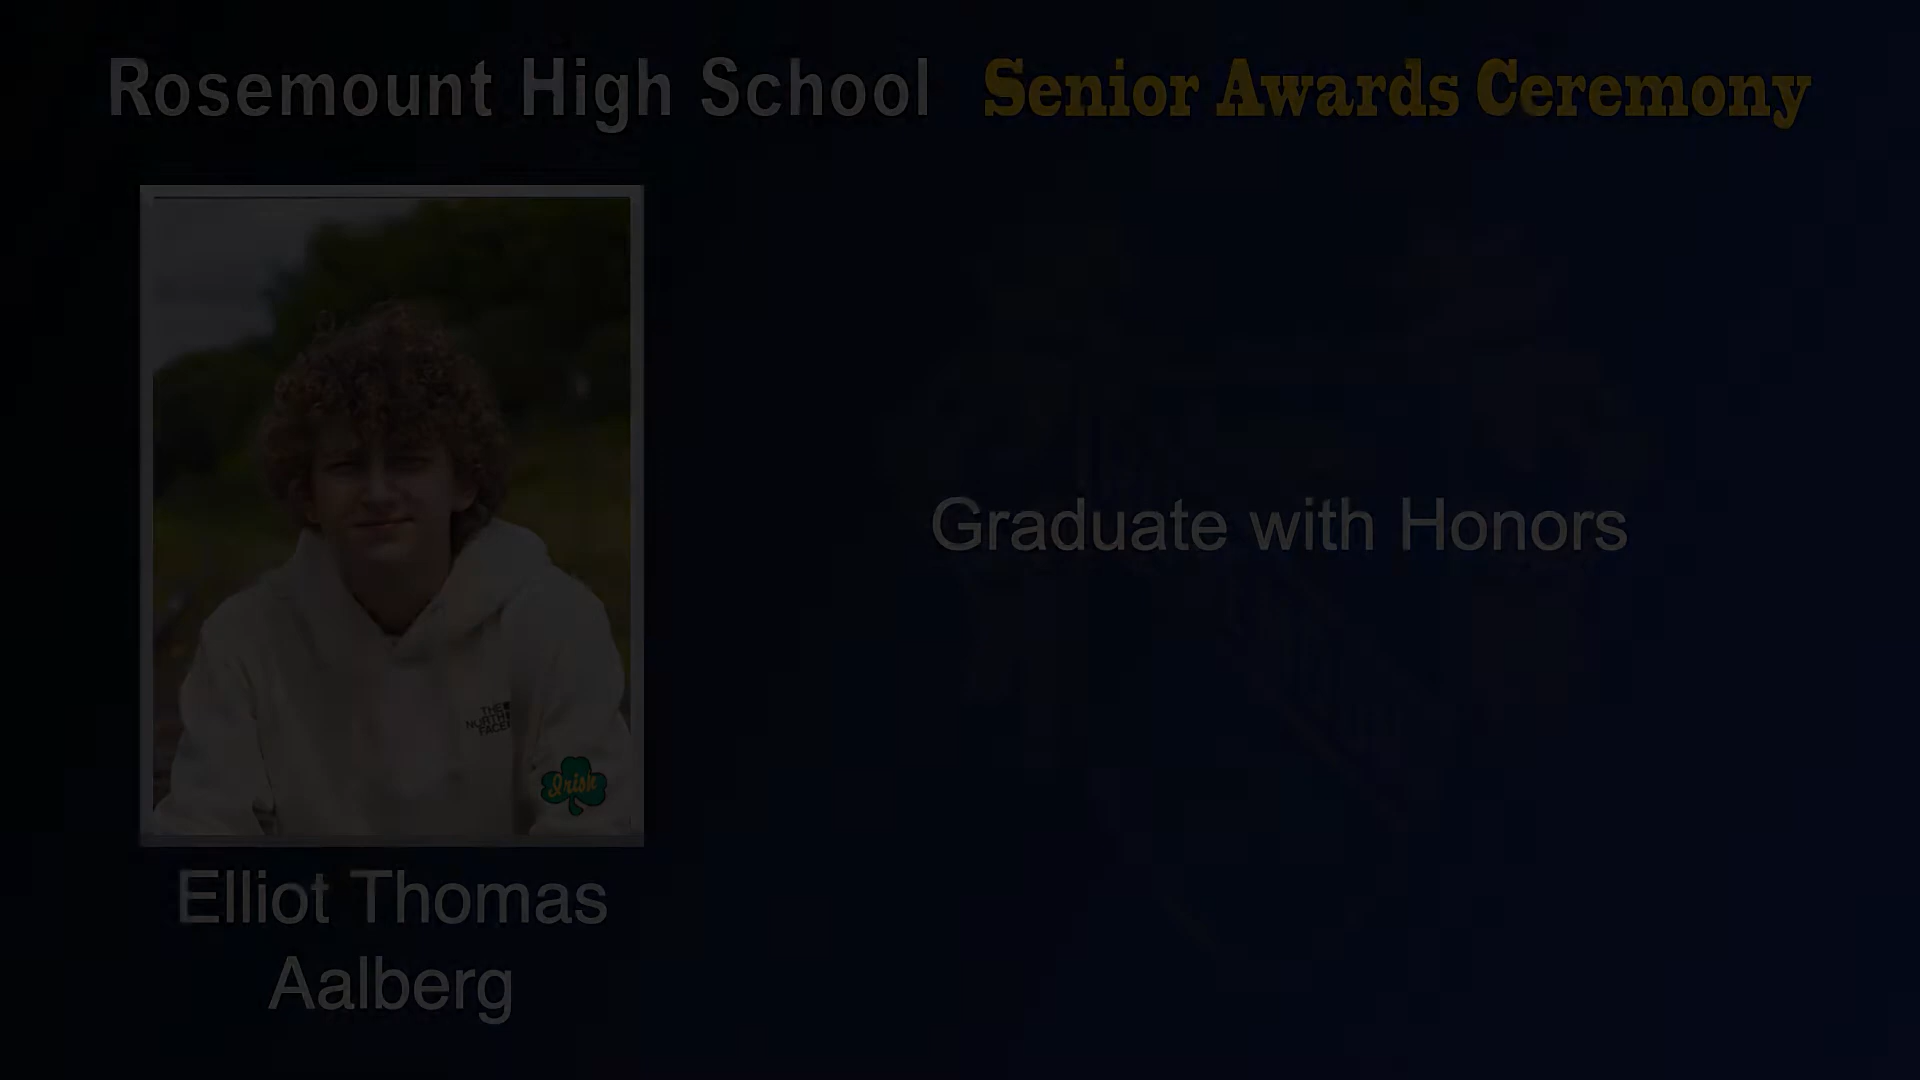 Rosemount High School Senior Awards Ceremony
Graduate with Honors
THE
NORTH
FACE
Irish
Elliot Thomas
Aalberg